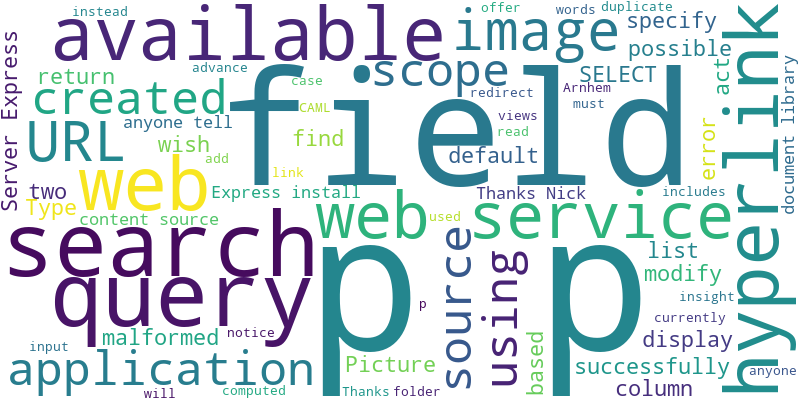 instead
offer
words
duplicate
available
image
specify
possible
return
advance
scope
case
redirect
SELECT
Arnhem
act
Server Express
created
CAML
views
must
field
hyperlink
document library
URL
anyone tell
wish
find
read
add
default
error
web
link
two
Express install
Thanks Nick
includes
Type
content source
search
web service
used
query
p p
source
using
list
modify
insight
p
currently
malformed
notice
display
based
input
application
Picture
successfully
anyone
will
computed
Thanks
folder
column